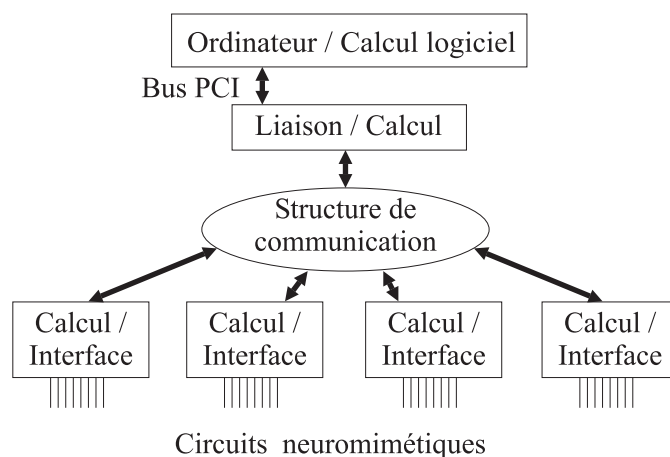 Ordinateur / Calcul logiciel
Bus PCI
Liaison / Calcul
Structure de
communication
Calcul /
Interface
Calcul /
Interface
Calcul /
Interface
Calcul /
Interface
Circuits neuromimétiques